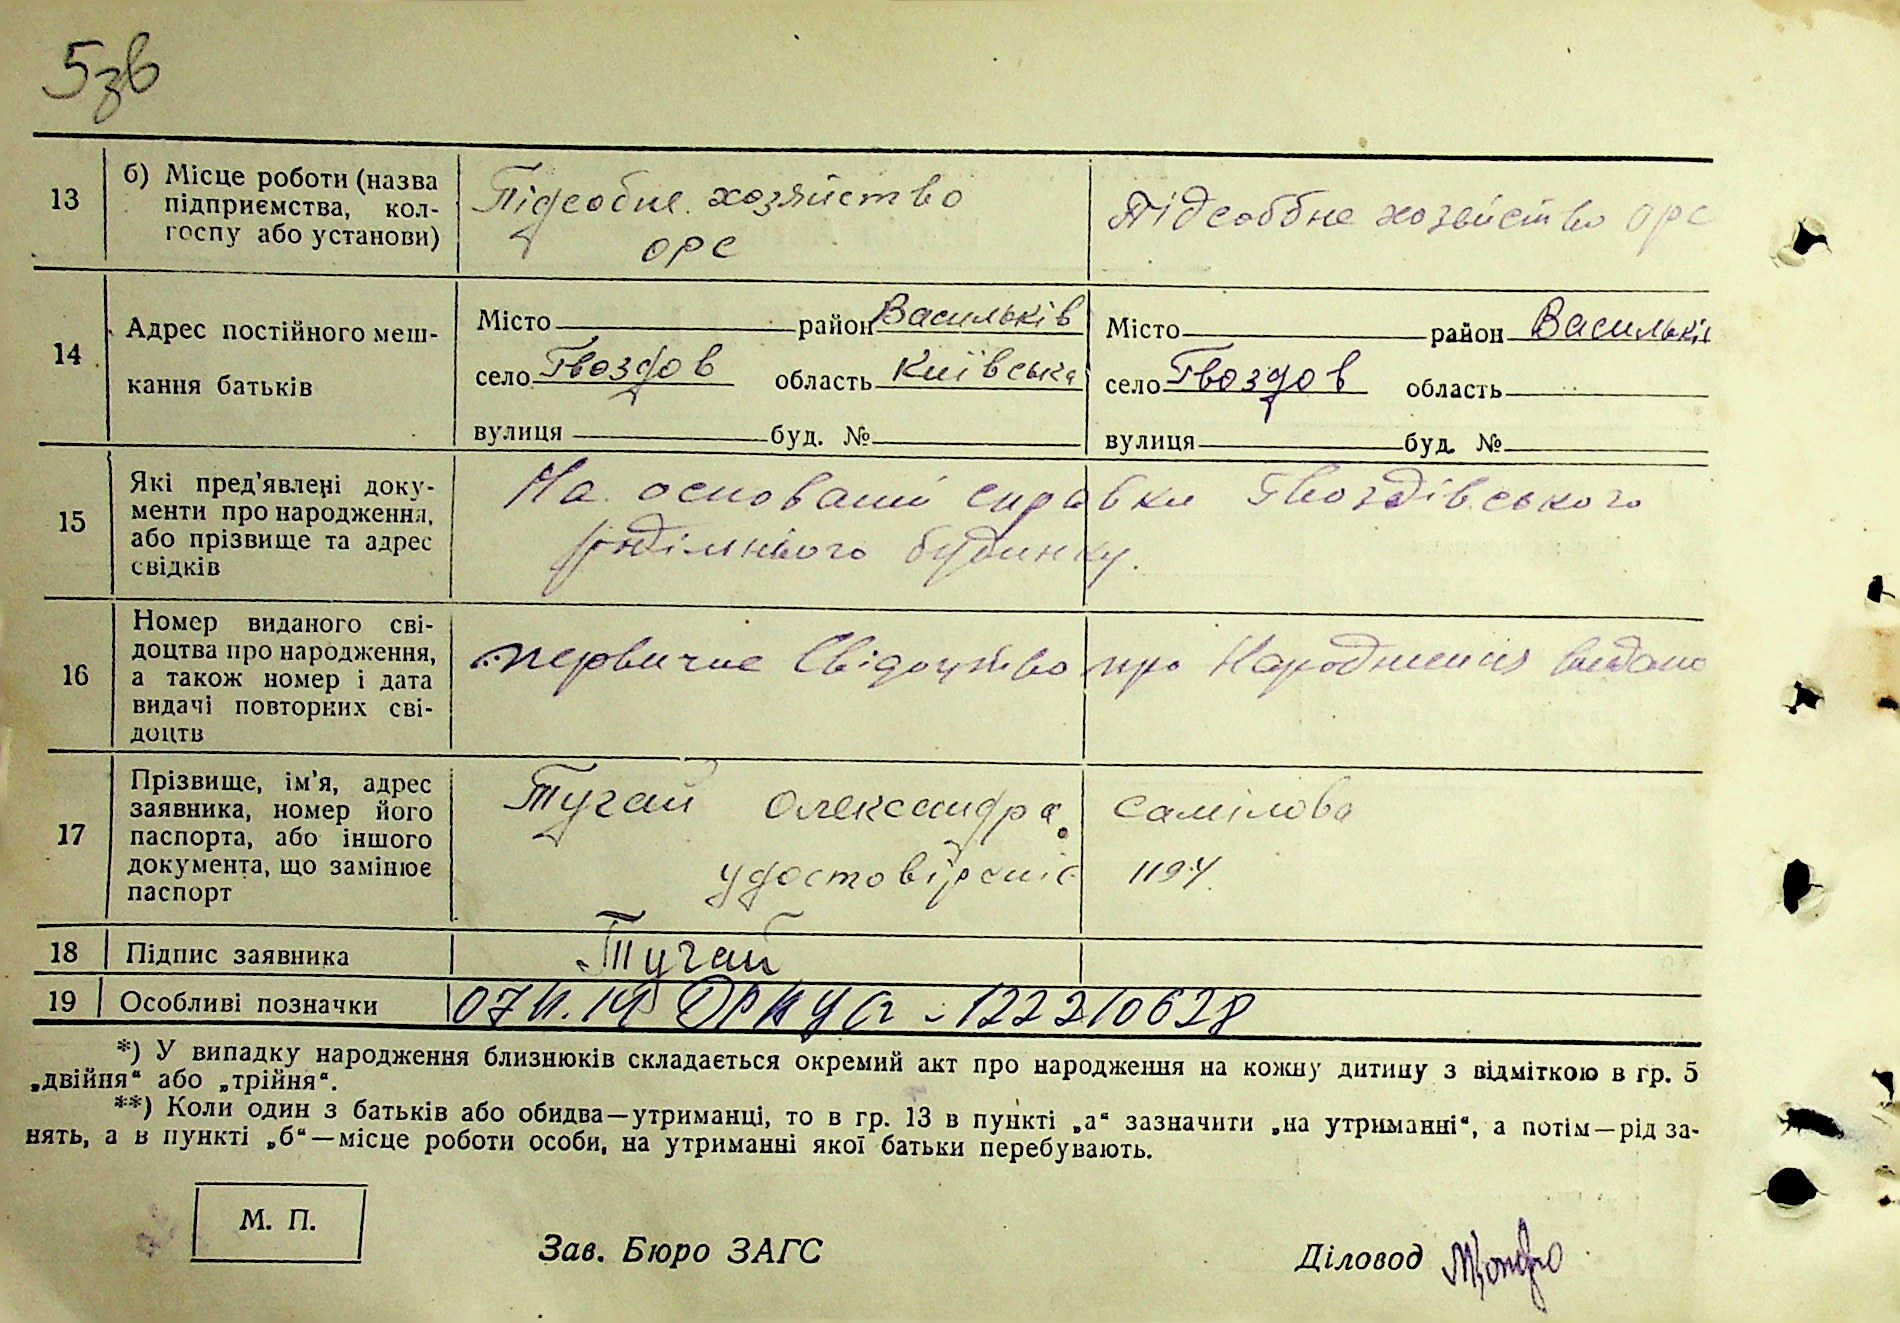 5зв
13 б) Місце роботи (назва підприємства, кол-госпу або установи)
Підсобне хозяйство
ОРС
Підсоббне хозяйство ОРС
14 Адрес постійного меш-
кання батьків
Місто район Васильків
село Гвоздов область Київська
вулиця буд. №
Місто район Васильків
село Гвоздов область
вулиця буд. №
15 Які пред'явлені доку-
менти про народження,
або прізвище та адрес
свідків
На основаниі справки Гвоздівського
родільнього будинку.
16 Номер виданого сві-
доцтва про народження,
а також номер і дата
видачі повторних сві-
доцтв
первичне Свідоцтво про Народження видано
17 Прізвище, ім'я, адрес
заявника, номер його
паспорта, або іншого
документа, що замінює
паспорт
Тугай Олександра Самілова
удостовіреніє
18 Підпис заявника
Тугай
19 Особливі позначки
122210628
*) У випадку народження близнюків складається окремий акт про народження на кожну дитину з відміткою в гр. 5
„двійня“ або „трійня“.
**) Коли один з батьків або обидва—утриманці, то в гр. 13 в пункті „а“ зазначити „на утриманні“, а потім—рід за-
нять, а в пункті „б“—місце роботи особи, на утриманні якої батьки перебувають.
М. П.
Зав. Бюро ЗАГС
Діловод